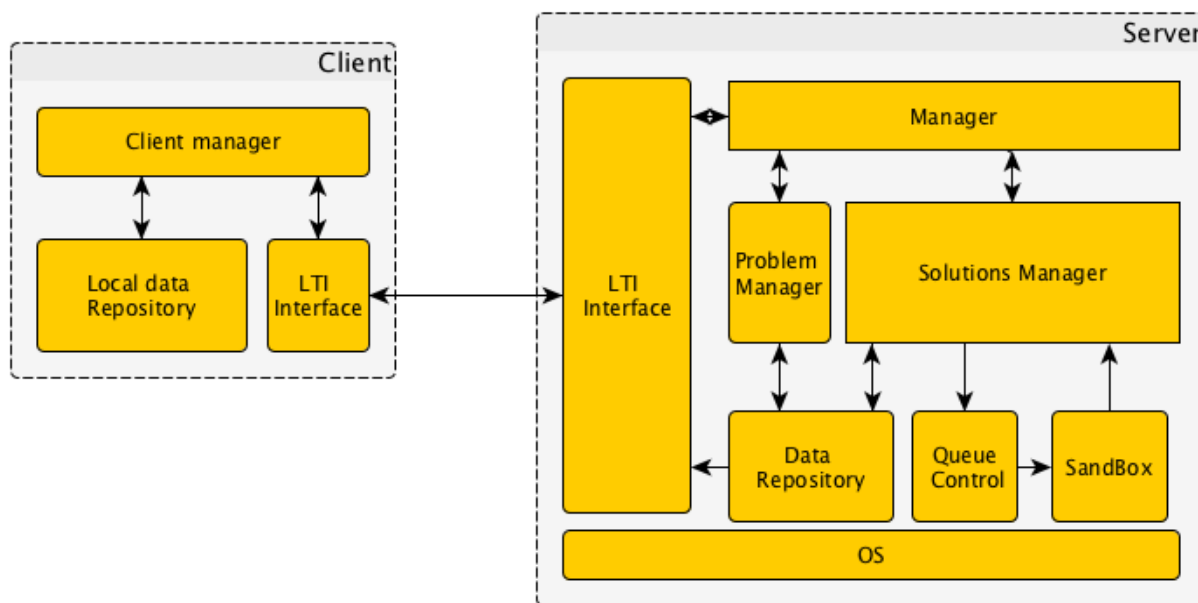 Client
Client manager
Local data
Repository
LTI
Interface
Server
LTI
Interface
Manager
Problem
Manager
Solutions Manager
Data
Repository
Queue
Control
SandBox
OS